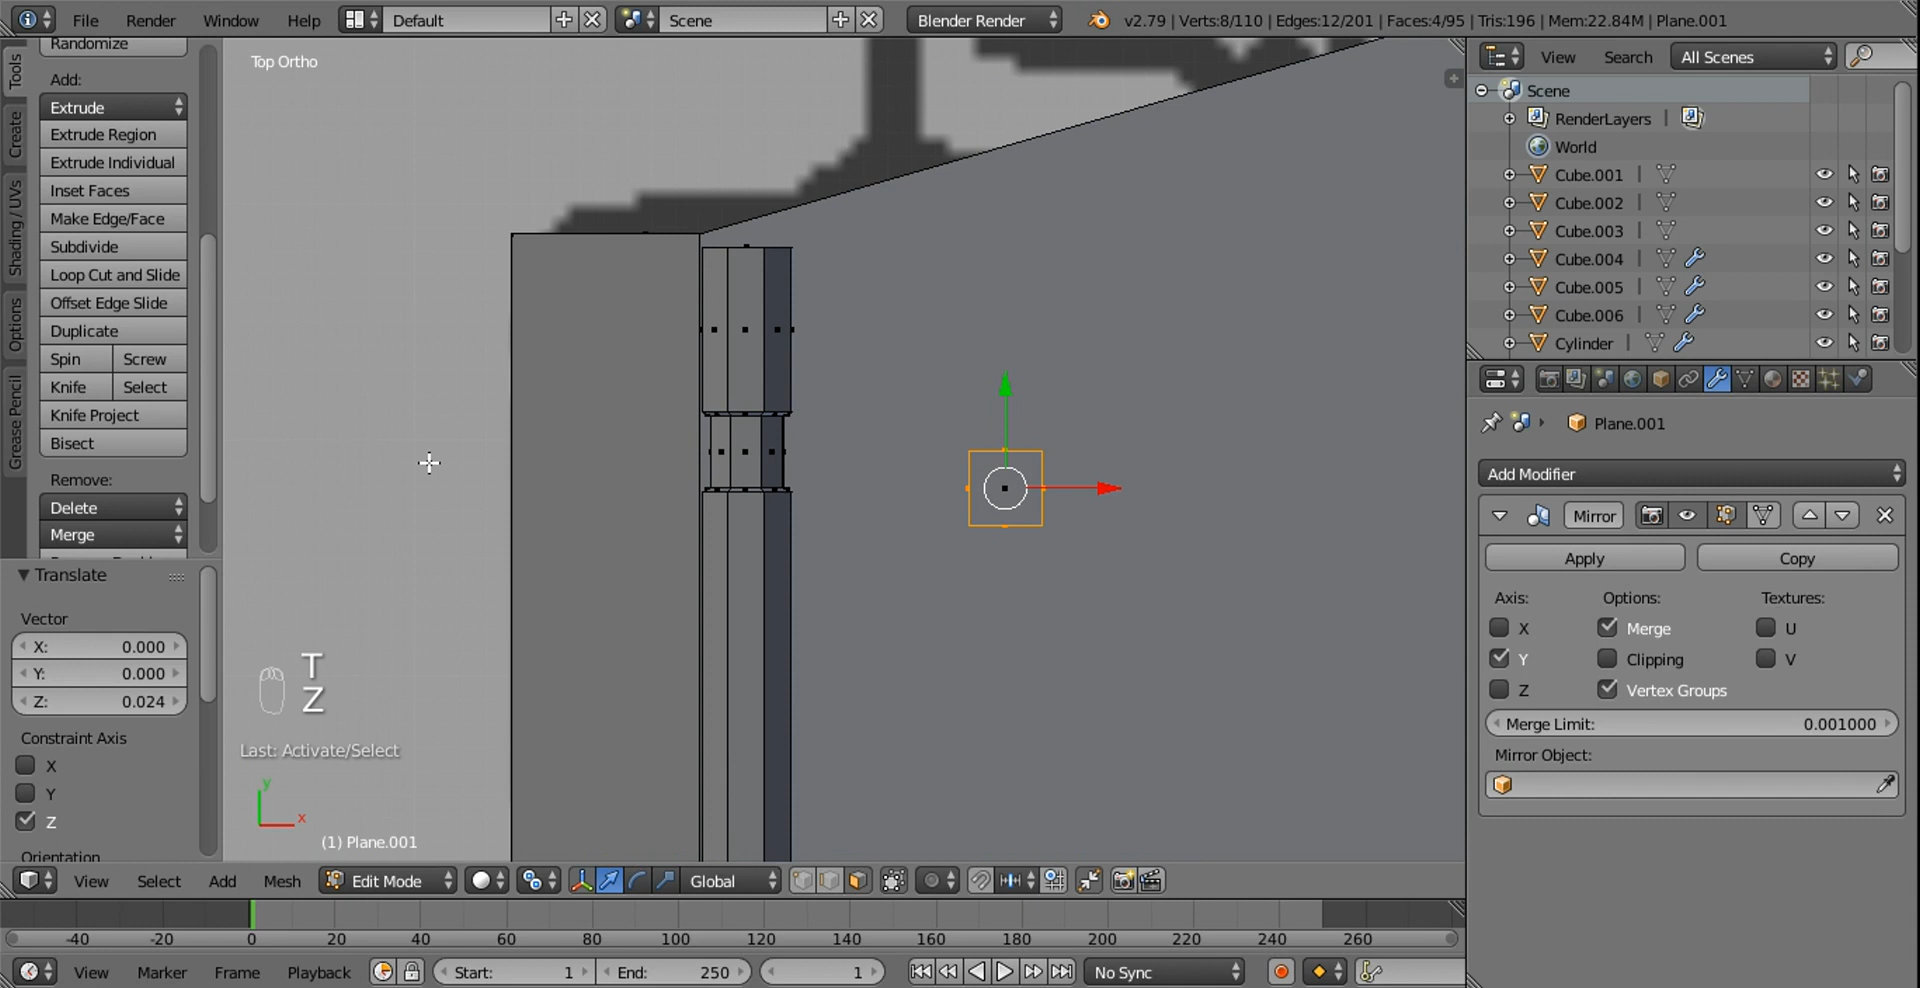 File Render Window Help Default Scene Blender Render v2.79 | Verts:8/110 | Edges:12/201 | Faces:4/95 | Tris:196 | Mem:22.84M | Plane.001
Tools
Create
Shading / UVs
Options
Grease Pencil
Randomize
Add:
Extrude
Extrude Region
Extrude Individual
Inset Faces
Make Edge/Face
Subdivide
Loop Cut and Slide
Offset Edge Slide
Duplicate
Spin Screw
Knife Select
Knife Project
Bisect
Remove:
Delete
Merge
Translate
Vector
X: 0.000
Y: 0.000
Z: 0.024
Constraint Axis
X
Y
Z
Orientation
Top Ortho
T
Z
Last: Activate/Select
y
x
(1) Plane.001
View Search All Scenes
Scene
RenderLayers |
World
Cube.001 |
Cube.002 |
Cube.003 |
Cube.004 |
Cube.005 |
Cube.006 |
Cylinder |
Plane.001
Add Modifier
Mirror
Apply Copy
Axis: Options: Textures:
X Merge U
Y Clipping V
Z Vertex Groups
Merge Limit: 0.001000
Mirror Object:
View Select Add Mesh Edit Mode Global
-40 -20 0 20 40 60 80 100 120 140 160 180 200 220 240 260
View Marker Frame Playback Start: 1 End: 250 1 No Sync